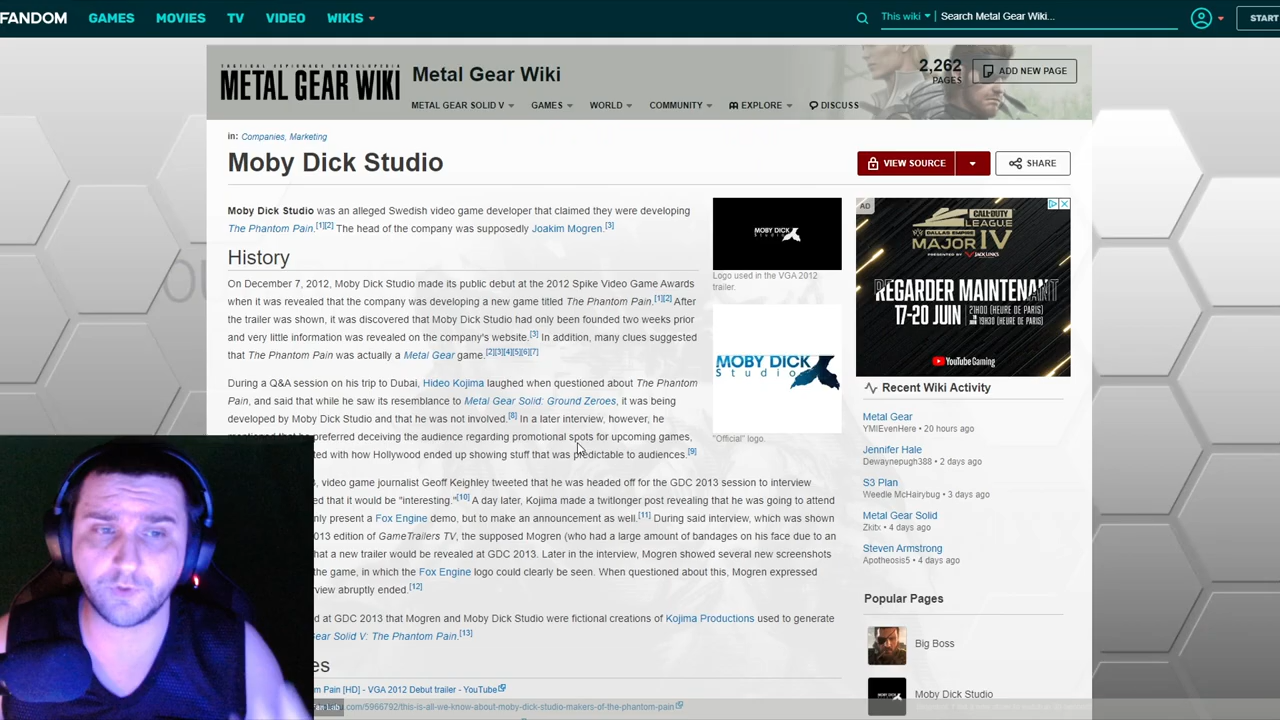 FANDOM GAMES MOVIES TV VIDEO WIKIS
This wiki Search Metal Gear Wiki... START
METAL GEAR WIKI
Metal Gear Wiki
2,262 PAGES
ADD NEW PAGE
METAL GEAR SOLID V GAMES WORLD COMMUNITY EXPLORE DISCUSS
in: Companies, Marketing
Moby Dick Studio
VIEW SOURCE SHARE
Moby Dick Studio was an alleged Swedish video game developer that claimed they were developing
The Phantom Pain.[1][2] The head of the company was supposedly Joakim Mogren.[3]
History
On December 7, 2012, Moby Dick Studio made its public debut at the 2012 Spike Video Game Awards
when it was revealed that the company was developing a new game titled The Phantom Pain.[1][2] After
the trailer was was discovered that Moby Dick Studio had only been founded two weeks prior
and very little information was revealed on the company's website.[3] In addition, many clues suggested
that The Phantom Pain was actually a Metal Gear game.[2][3][4][5][6][7]
During a Q&A session on his trip to Dubai, Hideo Kojima laughed when questioned about The Phantom
Pain, and said that while he saw its resemblance to Metal Gear Solid: Ground Zeroes, it was being
developed by Moby Dick Studio and that he was not involved.[8] In a later interview, however, he
mentioned that he preferred deceiving the audience regarding promotional spots for upcoming games,
with how Hollywood ended up showing stuff that was predictable to audiences.[9]
video game journalist Geoff Keighley tweeted that he was headed off for the GDC 2013 session to interview
that it would be "interesting."[10] A day later, Kojima made a twitlonger post revealing that he was going to attend
present a Fox Engine demo, but to make an announcement as well.[11] During said interview, which was shown
edition of GameTrailers TV, the supposed Mogren (who had a large amount of bandages on his face due to an
that a new trailer would be revealed at GDC 2013. Later in the interview, Mogren showed several new screenshots
the game, in which the Fox Engine logo could clearly be seen. When questioned about this, Mogren expressed
abruptly ended.[12]
at GDC 2013 that Mogren and Moby Dick Studio were fictional creations of Kojima Productions used to generate
Solid V: The Phantom Pain.[13]
Pain [HD] - VGA 2012 Debut trailer - YouTube
.com/5966792/this-is-all-we-know-about-moby-dick-studio-makers-of-the-phantom-pain
MOBY DICK
Studio
Logo used in the VGA 2012
trailer.
MOBY DICK
Studio
"Official" logo.
AD
CALL OF DUTY
LEAGUE
DALLAS EMPIRE
MAJOR IV
PRESENTED BY JACK LINK'S
REGARDER MAINTENANT
17-20 JUIN 21H00 (HEURE DE PARIS)
19H30 (HEURE DE PARIS)
YouTube Gaming
Recent Wiki Activity
Metal Gear
YMIEvenHere • 20 hours ago
Jennifer Hale
Dewaynepugh388 • 2 days ago
S3 Plan
Weedle McHairybug • 3 days ago
Metal Gear Solid
Zkitx • 4 days ago
Steven Armstrong
Apotheosis5 • 4 days ago
Popular Pages
Big Boss
Moby Dick Studio